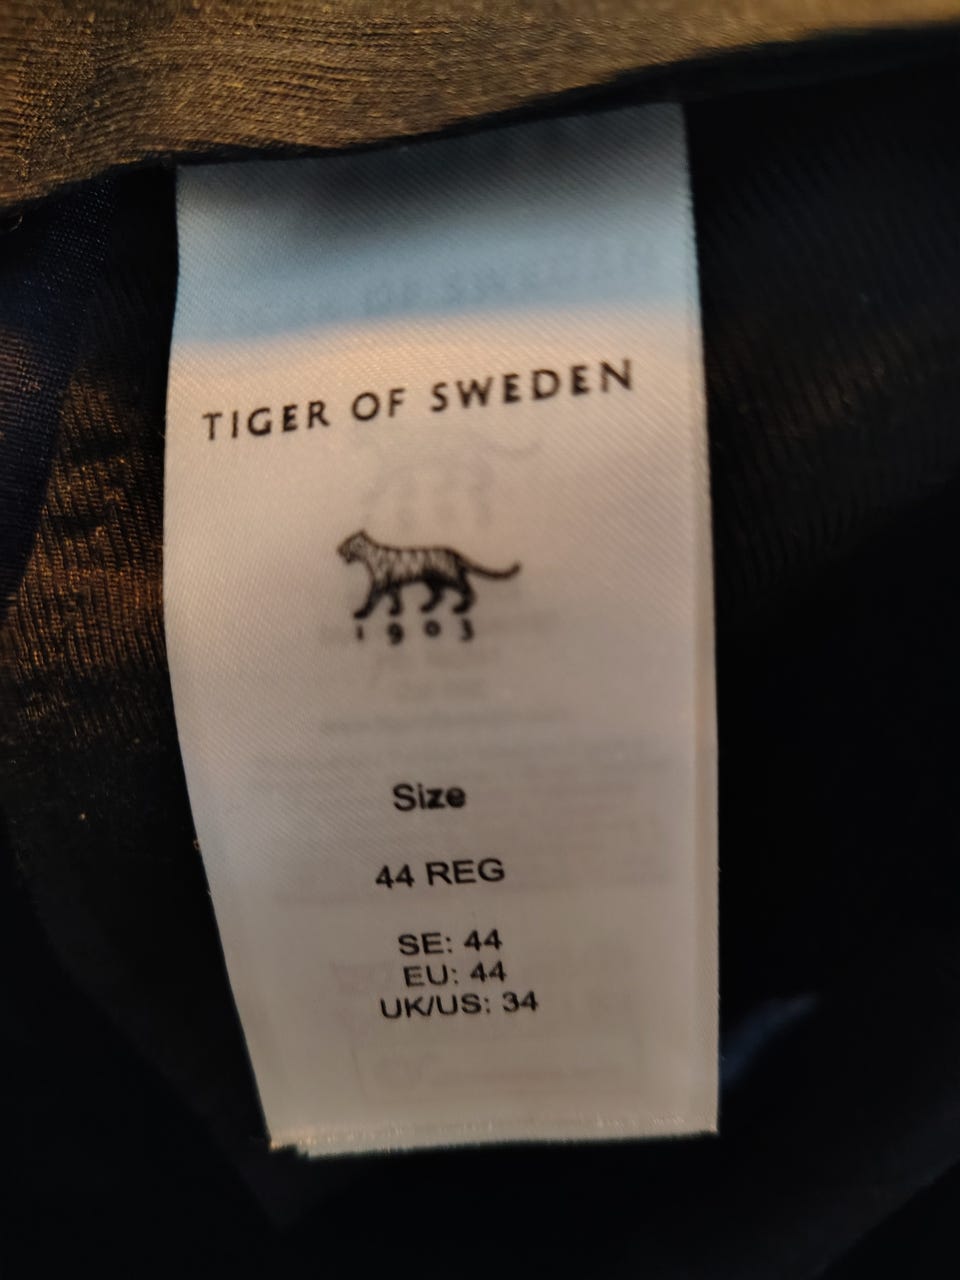 TIGER OF SWEDEN
1903
Size
44 REG
SE: 44
EU: 44
UK/US: 34